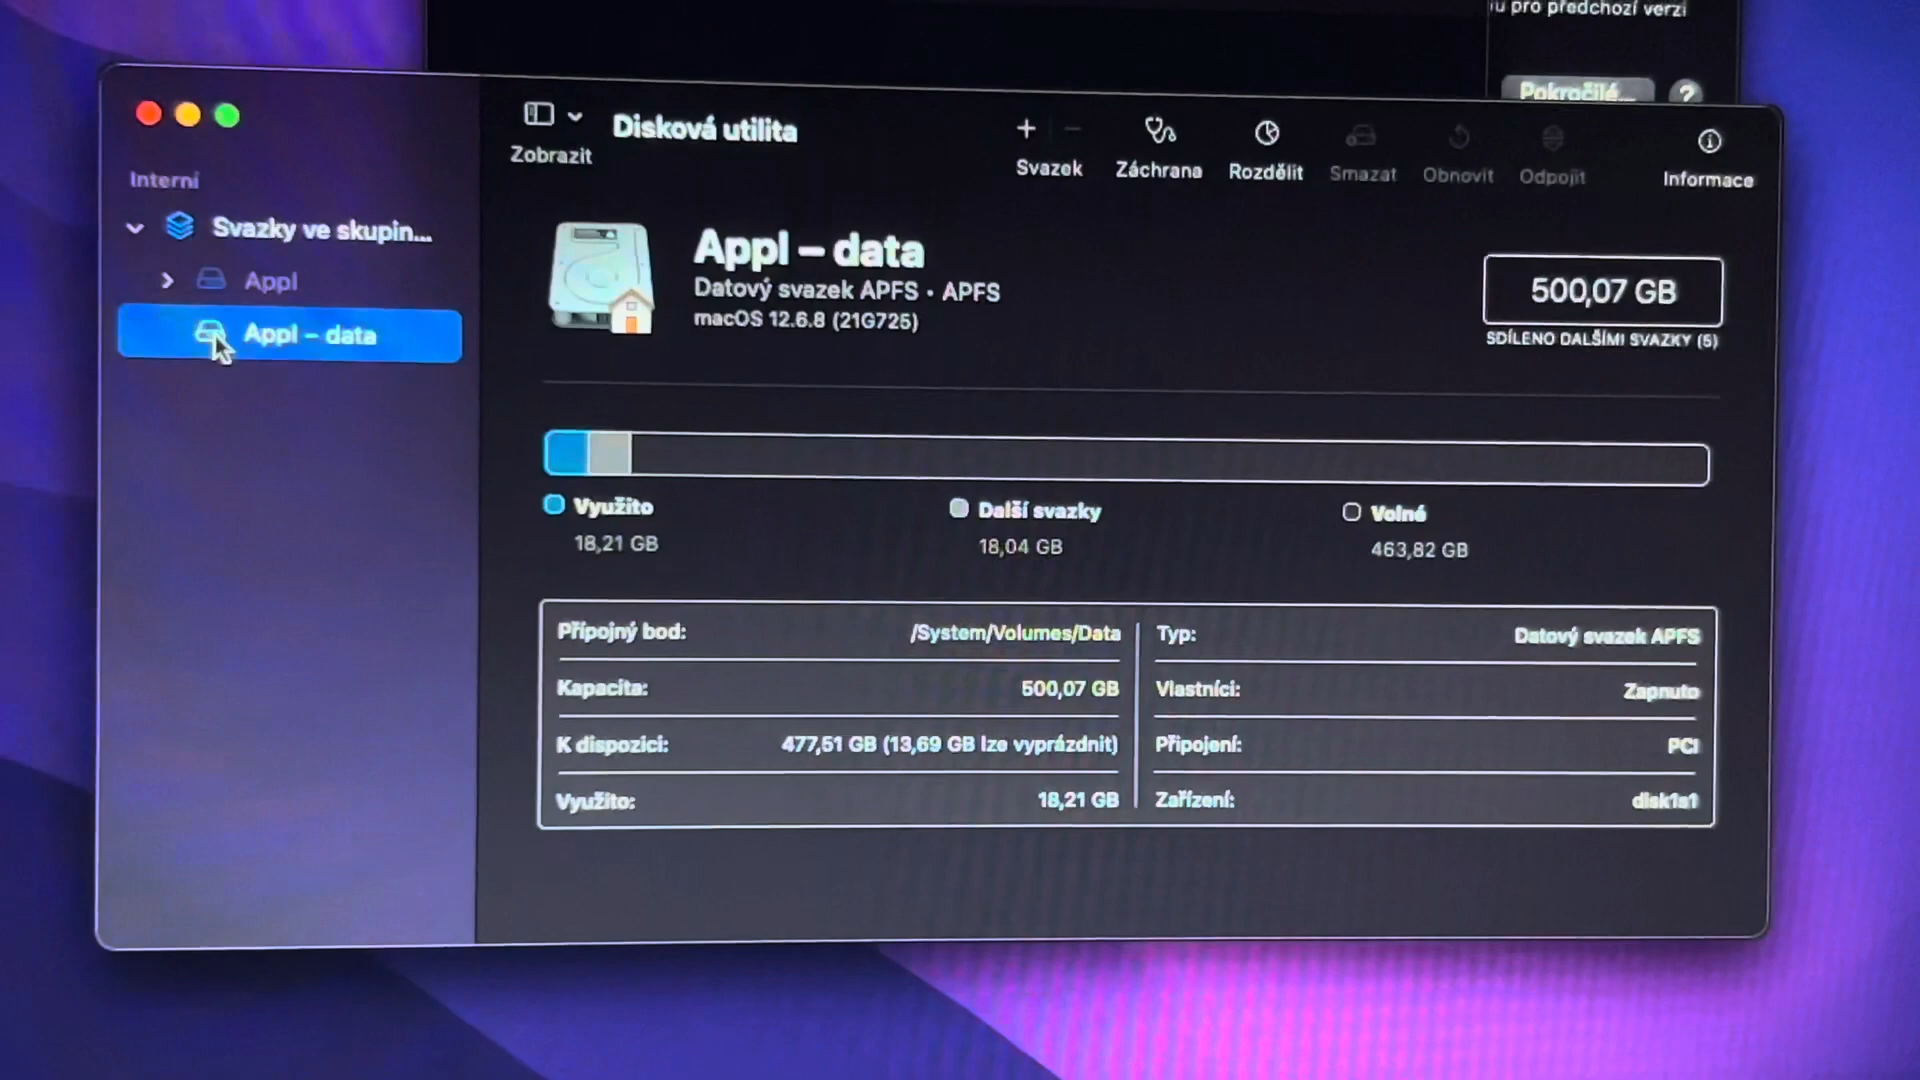 u pro předchozí verzi
Pokročilé... ?
Disková utilita
Zobrazit
Svazek
Záchrana
Rozdělit
Smazat
Obnovit
Odpojit
Informace
Interní
Svazky ve skupin...
Appl
Appl – data
Appl – data
Datový svazek APFS • APFS
macOS 12.6.8 (21G725)
500,07 GB
SDÍLENO DALŠÍMI SVAZKY (5)
Využito
18,21 GB
Další svazky
18,04 GB
Volné
463,82 GB
Přípojný bod: /System/Volumes/Data
Kapacita: 500,07 GB
K dispozici: 477,51 GB (13,69 GB lze vyprázdnit)
Využito: 18,21 GB
Typ: Datový svazek APFS
Vlastníci: Zapnuto
Připojení: PCI
Zařízení: disk1s1